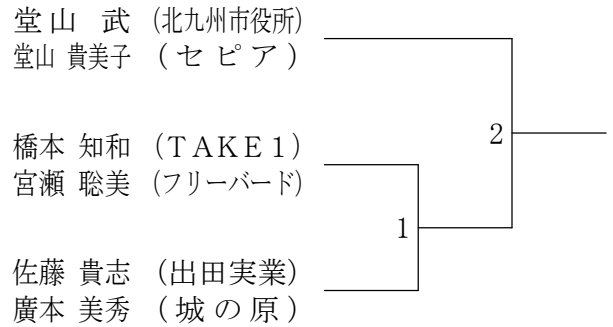 堂山 武 (北九州市役所)
堂山 貴美子 (セピア)
橋本 知和 (TAKE1)
宮瀬 聡美 (フリーバード)
佐藤 貴志 (出田実業)
廣本 美秀 (城の原)
2
1